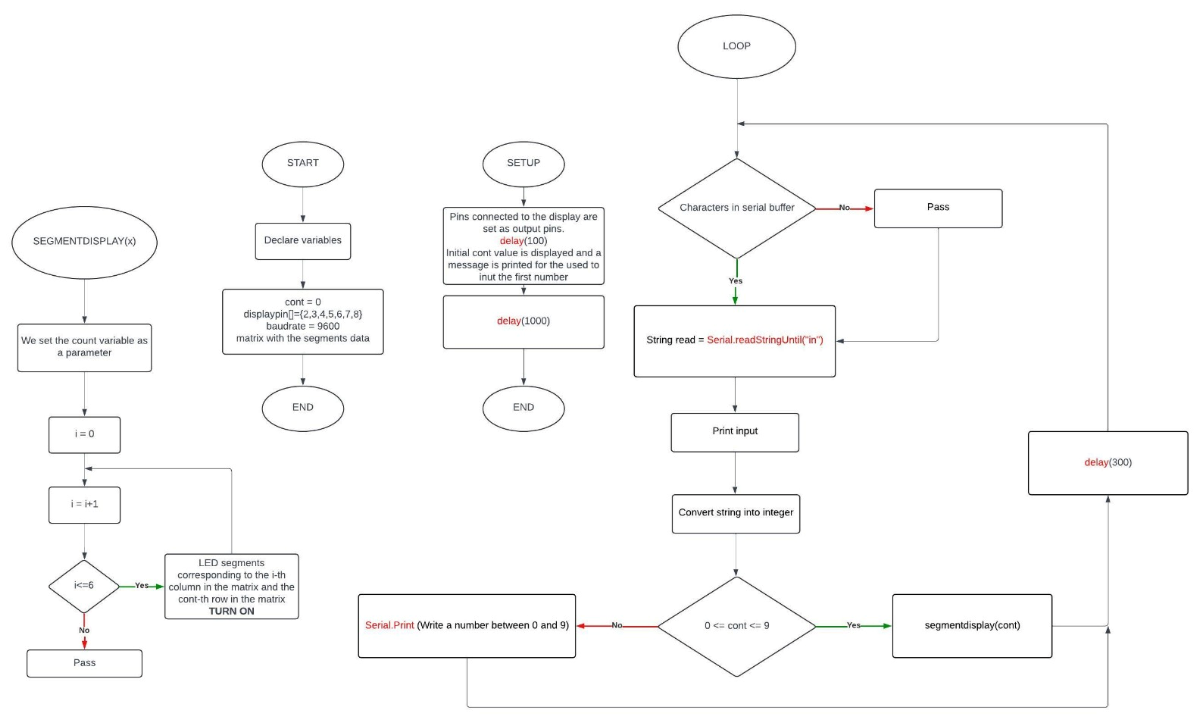 SEGMENTDISPLAY(x)
We set the count variable as
a parameter
i = 0
i = i+1
i<=6
Yes
LED segments
corresponding to the i-th
column in the matrix and the
cont-th row in the matrix
TURN ON
No
Pass
START
Declare variables
cont = 0
displaypin[]={2,3,4,5,6,7,8}
baudrate = 9600
matrix with the segments data
END
SETUP
Pins connected to the display are
set as output pins.
delay(100)
Initial cont value is displayed and a
message is printed for the used to
inut the first number
delay(1000)
END
LOOP
Characters in serial buffer
No
Pass
Yes
String read = Serial.readStringUntil("in")
Print input
Convert string into integer
0 <= cont <= 9
No
Serial.Print (Write a number between 0 and 9)
Yes
segmentdisplay(cont)
delay(300)